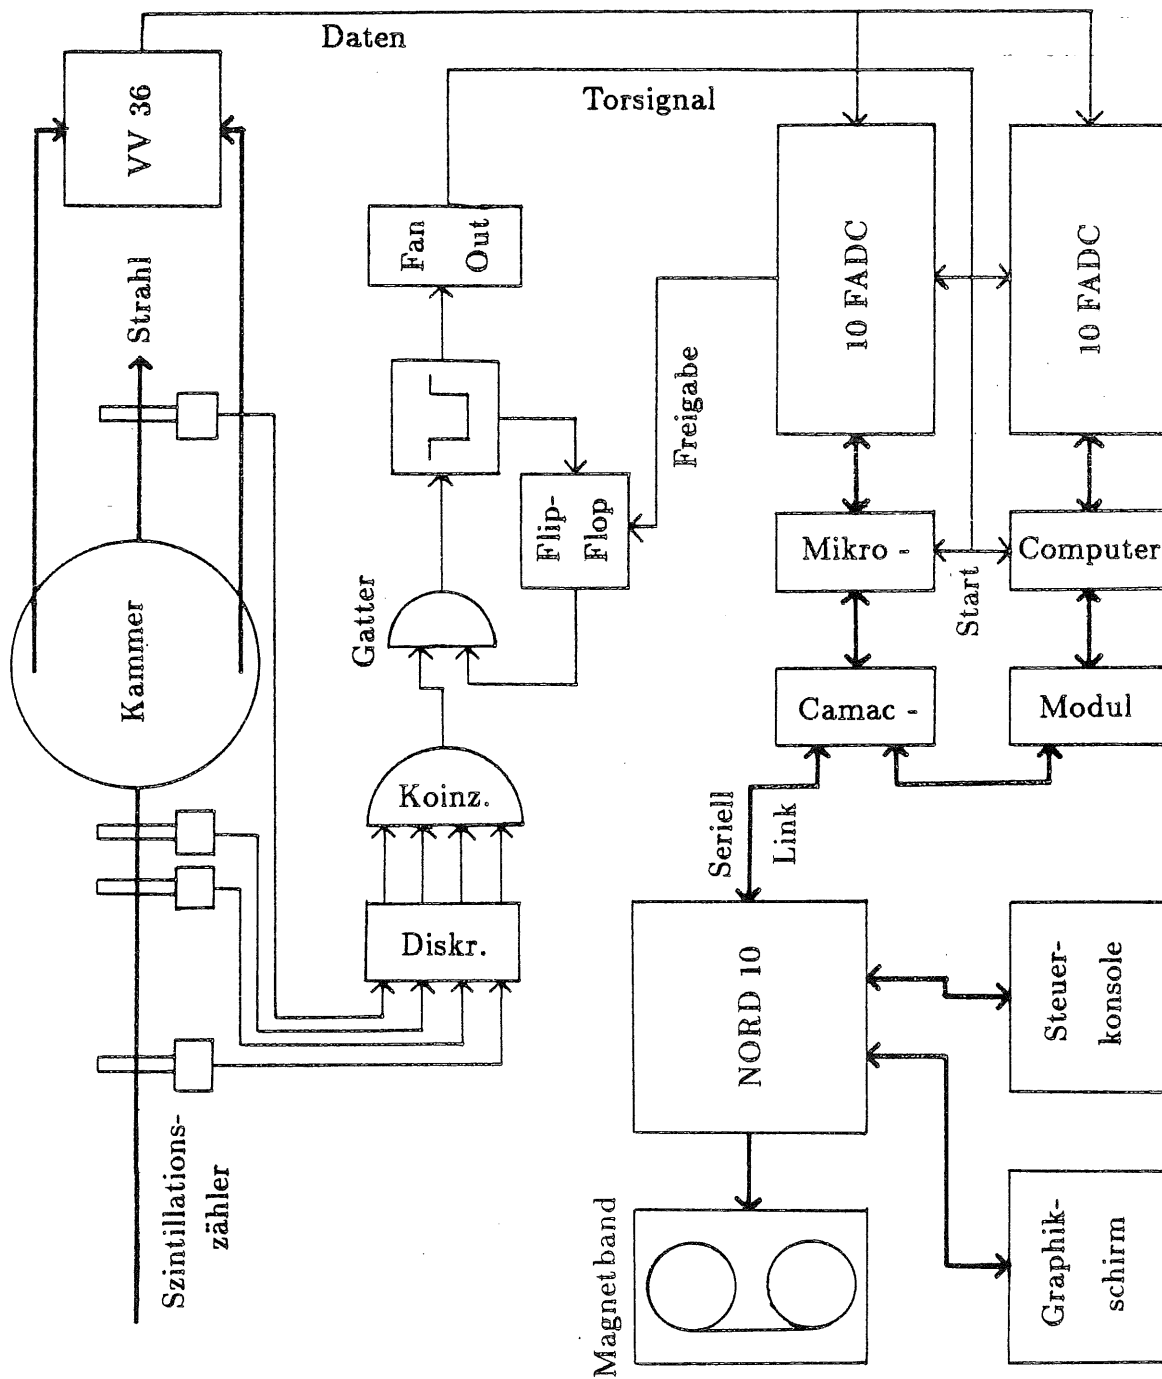 Daten
VV 36
Torsignal
Fan
Out
Strahl
10 FADC
10 FADC
Freigabe
Flip-
Flop
Mikro -
Computer
Start
Gatter
Kammer
Camac -
Modul
Koinz.
Seriell
Link
Diskr.
NORD 10
Steuer-
konsole
Szintillations-
zähler
Magnetband
Graphik-
schirm